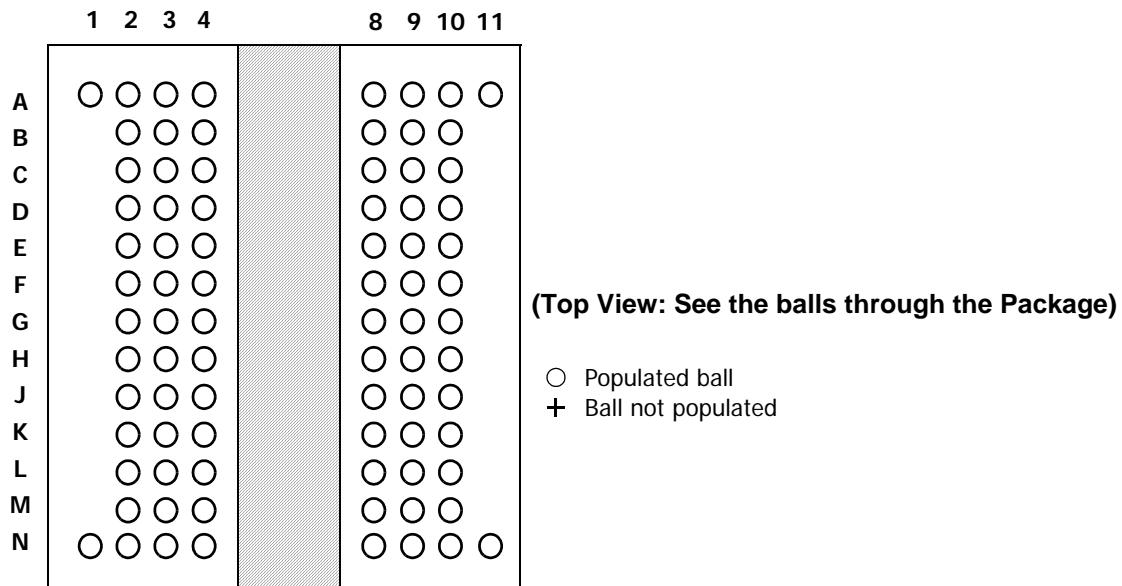 1 2 3 4 8 9 10 11
A
B
C
D
E
F
(Top View: See the balls through the Package)
G
H
J
Populated ball
Ball not populated
K
L
M
N